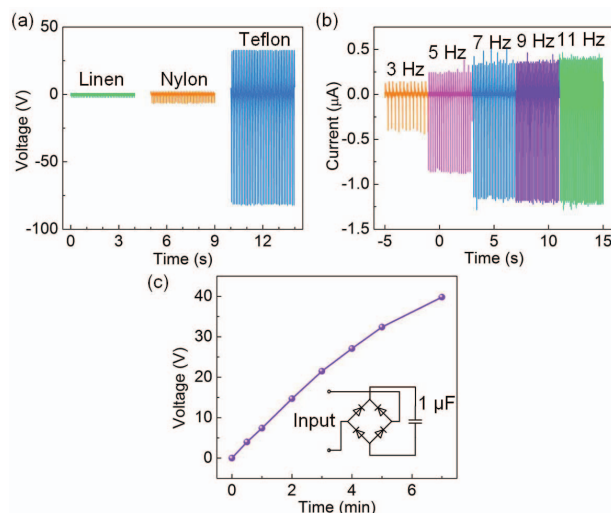 (a)
100
50
0
-50
-100
Voltage (V)
Linen
Nylon
Teflon
0 3 6 9 12
Time (s)
(b)
0.5
0.0
-0.5
-1.0
-1.5
Current (μA)
3 Hz 5 Hz 7 Hz 9 Hz 11 Hz
-5 0 5 10 15
Time (s)
(c)
40
30
20
10
0
Voltage (V)
Input
1 μF
0 2 4 6
Time (min)